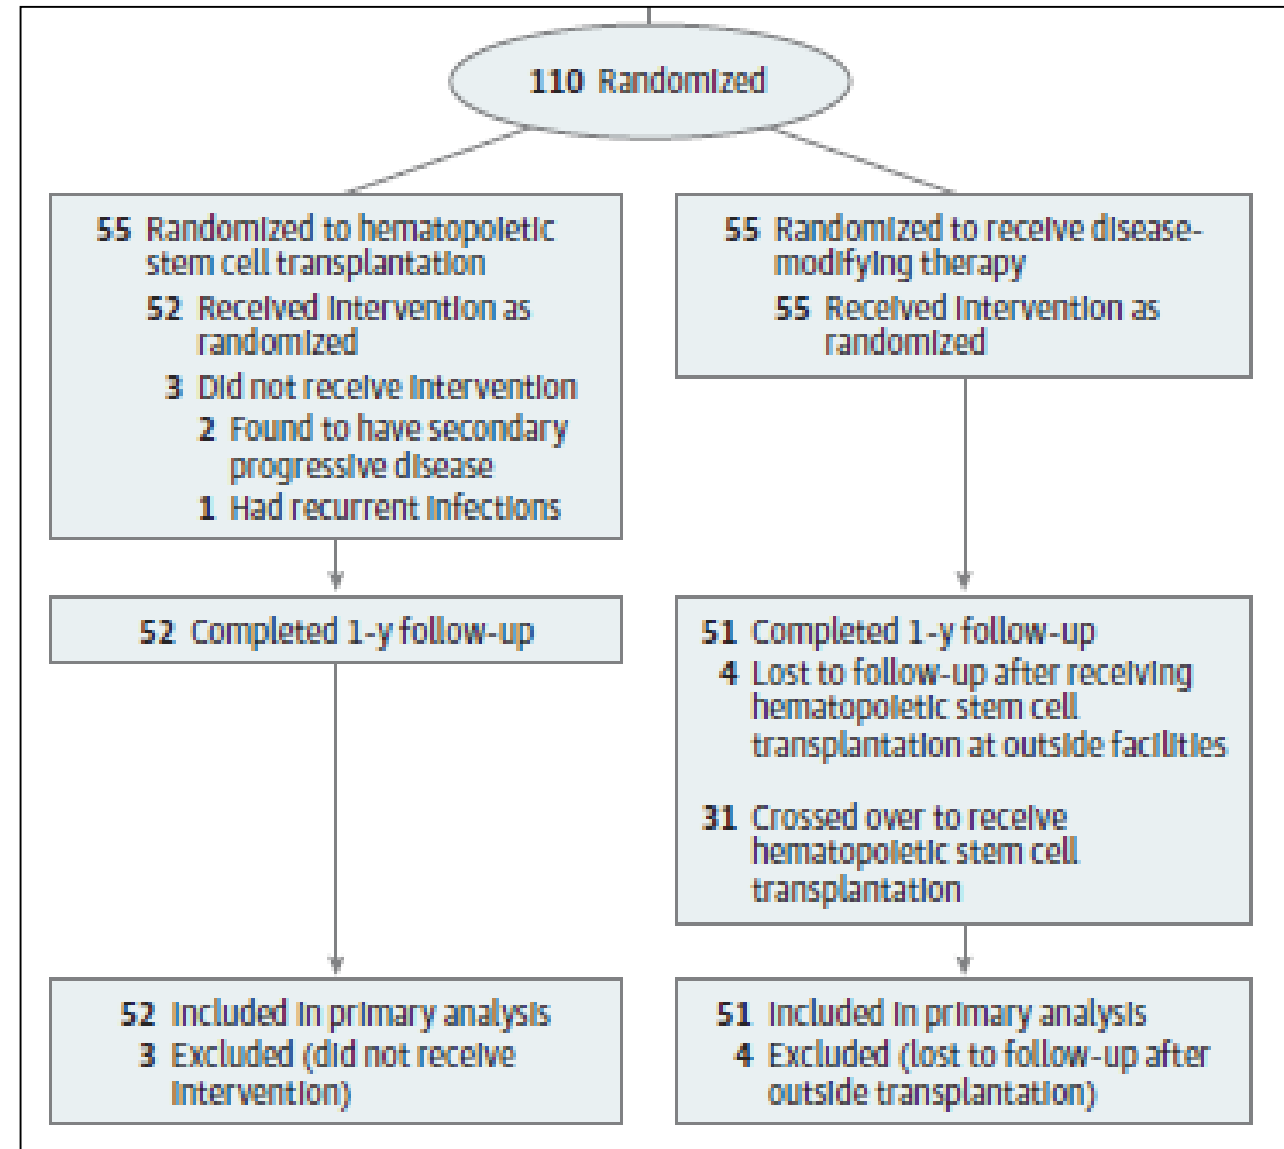 110 Randomized
55 Randomized to hematopoietic
stem cell transplantation
52 Received intervention as
randomized
3 Did not receive intervention
2 Found to have secondary
progressive disease
1 Had recurrent infections
52 Completed 1-y follow-up
52 Included in primary analysis
3 Excluded (did not receive
intervention)
55 Randomized to receive disease-
modifying therapy
55 Received intervention as
randomized
51 Completed 1-y follow-up
4 Lost to follow-up after receiving
hematopoietic stem cell
transplantation at outside facilities
31 Crossed over to receive
hematopoietic stem cell
transplantation
51 Included in primary analysis
4 Excluded (lost to follow-up after
outside transplantation)